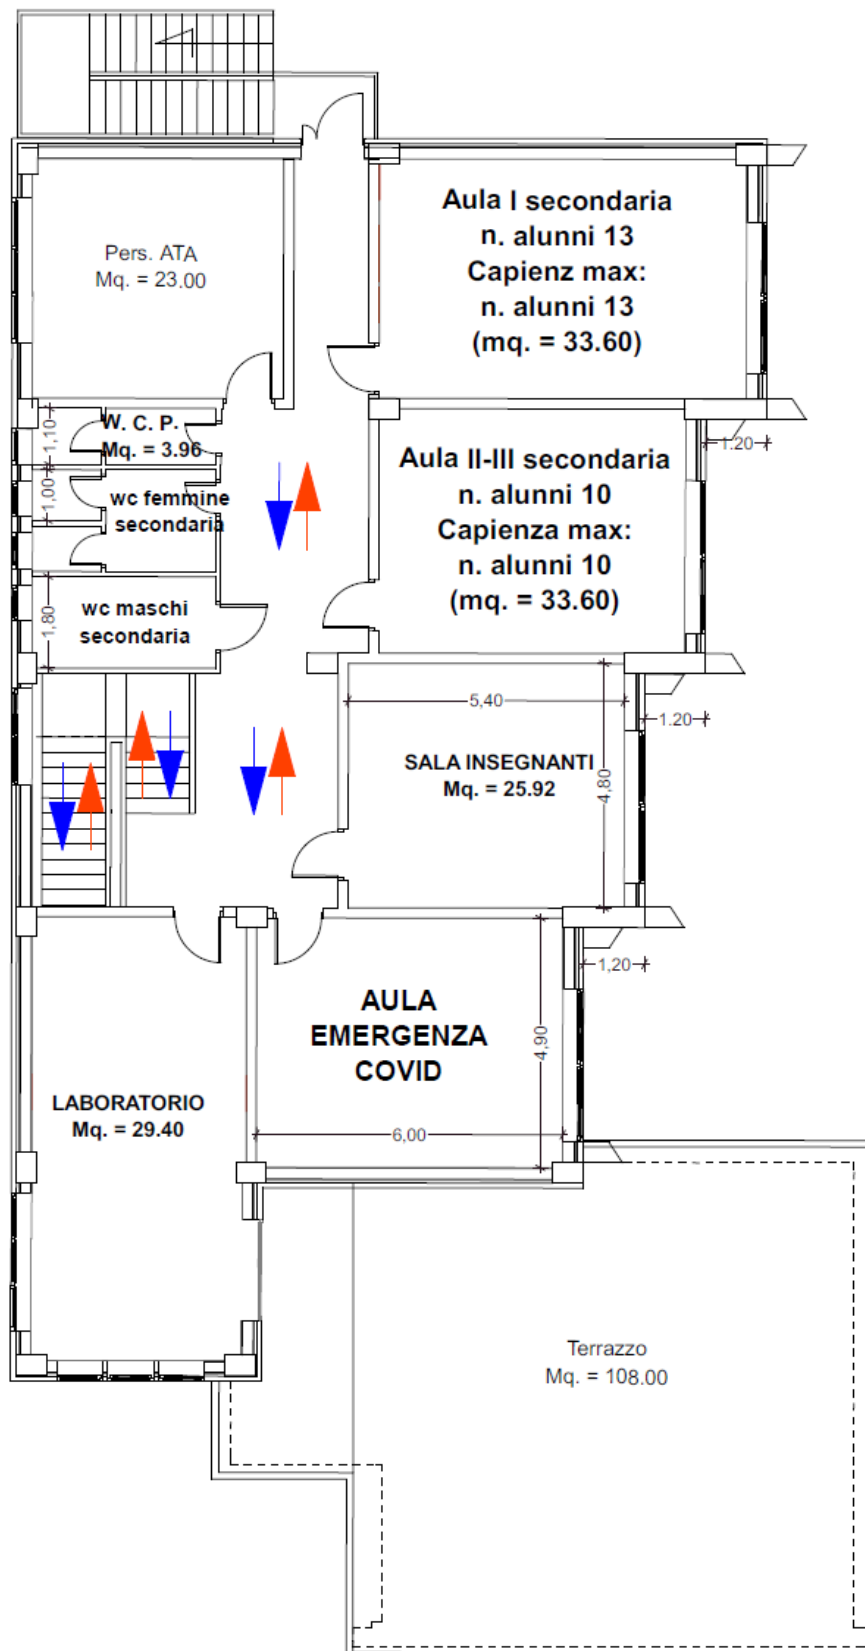 Aula I secondaria
n. alunni 13
Capienz max:
n. alunni 13
(mq. = 33.60)
Pers. ATA
Mq. = 23.00
W. C. P.
Mq. = 3.96
1,10
1.20
Aula II-III secondaria
n. alunni 10
Capienza max:
n. alunni 10
(mq. = 33.60)
1,00
wc femmine
secondaria
wc maschi
secondaria
1,80
5,40
1.20
SALA INSEGNANTI
Mq. = 25.92
4,80
1,20
AULA
EMERGENZA
COVID
4,90
6,00
LABORATORIO
Mq. = 29.40
Terrazzo
Mq. = 108.00